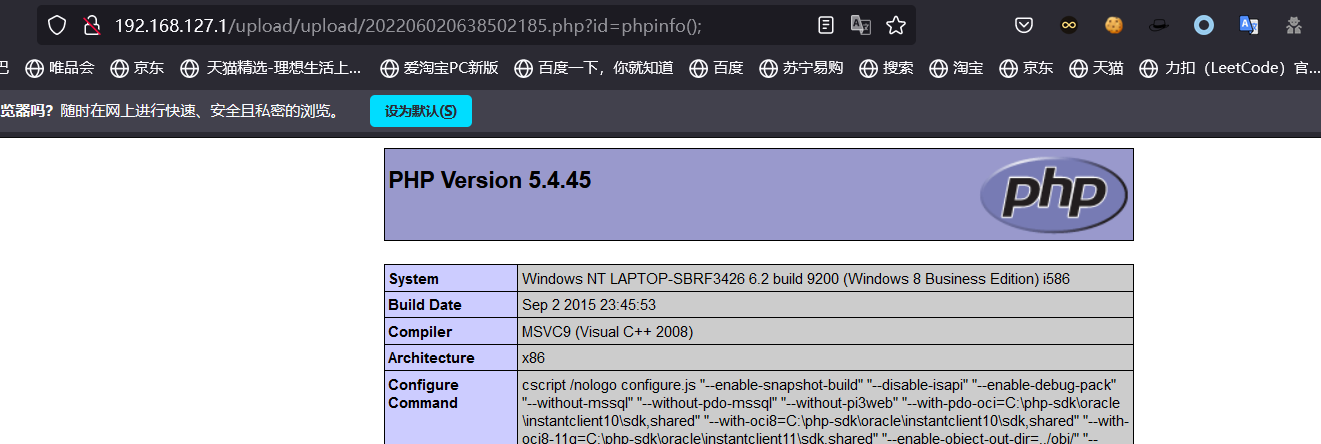 192.168.127.1/upload/upload/202206020638502185.php?id=phpinfo();
巴 唯品会 京东 天猫精选-理想生活上... 爱淘宝PC新版 百度一下，你就知道 百度 苏宁易购 搜索 淘宝 京东 天猫 力扣（LeetCode）官...
览器吗？随时在网上进行快速、安全且私密的浏览。 设为默认(S)
PHP Version 5.4.45
php
System Windows NT LAPTOP-SBRF3426 6.2 build 9200 (Windows 8 Business Edition) i586
Build Date Sep 2 2015 23:45:53
Compiler MSVC9 (Visual C++ 2008)
Architecture x86
Configure Command cscript /nologo configure.js "--enable-snapshot-build" "--disable-isapi" "--enable-debug-pack"
"--without-mssql" "--without-pdo-mssql" "--without-pi3web" "--with-pdo-oci=C:\php-sdk\oracle
\instantclient10\sdk,shared" "--with-oci8=C:\php-sdk\oracle\instantclient10\sdk,shared" "--with-
oci8-11g=C:\php-sdk\oracle\instantclient11\sdk,shared" "--enable-object-out-dir=../obj/" "--